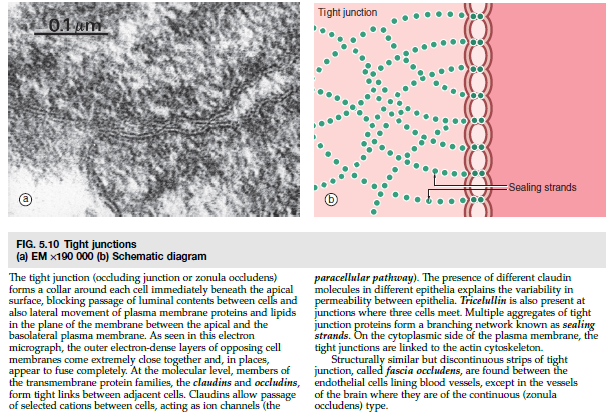 0.1 µm
a
Tight junction
Sealing strands
b
FIG. 5.10 Tight junctions
(a) EM ×190 000 (b) Schematic diagram
The tight junction (occluding junction or zonula occludens)
forms a collar around each cell immediately beneath the apical
surface, blocking passage of luminal contents between cells and
also lateral movement of plasma membrane proteins and lipids
in the plane of the membrane between the apical and the
basolateral plasma membrane. As seen in this electron
micrograph, the outer electron-dense layers of opposing cell
membranes come extremely close together and, in places,
appear to fuse completely. At the molecular level, members of
the transmembrane protein families, the claudins and occludins,
form tight links between adjacent cells. Claudins allow passage
of selected cations between cells, acting as ion channels (the
paracellular pathway). The presence of different claudin
molecules in different epithelia explains the variability in
permeability between epithelia. Tricellulin is also present at
junctions where three cells meet. Multiple aggregates of tight
junction proteins form a branching network known as sealing
strands. On the cytoplasmic side of the plasma membrane, the
tight junctions are linked to the actin cytoskeleton.
Structurally similar but discontinuous strips of tight
junction, called fascia occludens, are found between the
endothelial cells lining blood vessels, except in the vessels
of the brain where they are of the continuous (zonula
occludens) type.